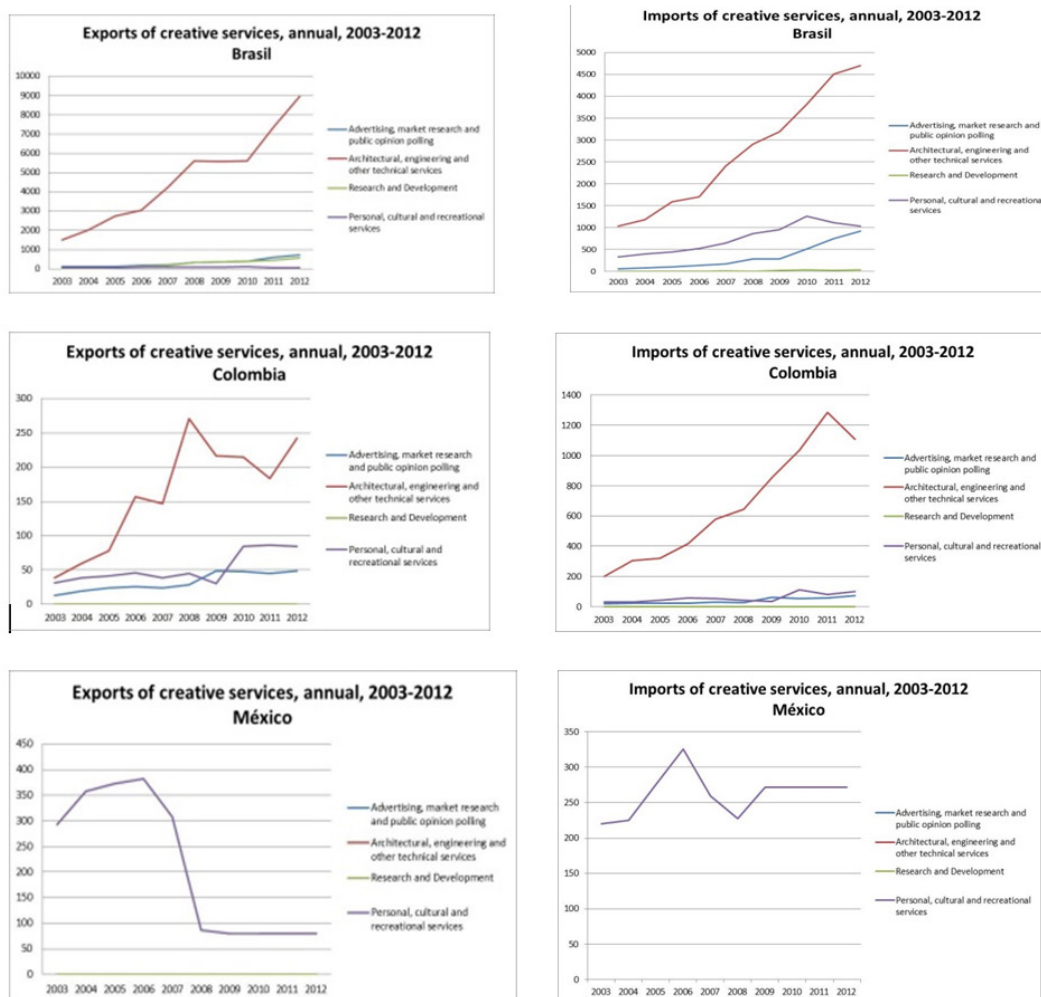 Exports of creative services, annual, 2003-2012
Brasil
10000
9000
8000
7000
6000
5000
4000
3000
2000
1000
0
2003 2004 2005 2006 2007 2008 2009 2010 2011 2012
Advertising, market research and
public opinion polling
Architectural, engineering and
other technical services
Research and Development
Personal, cultural and recreational
services
Imports of creative services, annual, 2003-2012
Brasil
5000
4500
4000
3500
3000
2500
2000
1500
1000
500
0
2003 2004 2005 2006 2007 2008 2009 2010 2011 2012
Advertising, market research and
public opinion polling
Architectural, engineering and
other technical services
Research and Development
Personal, cultural and recreational
services
Exports of creative services, annual, 2003-2012
Colombia
300
250
200
150
100
50
0
2003 2004 2005 2006 2007 2008 2009 2010 2011 2012
Advertising, market research
and public opinion polling
Architectural, engineering and
other technical services
Research and Development
Personal, cultural and
recreational services
Imports of creative services, annual, 2003-2012
Colombia
1400
1200
1000
800
600
400
200
0
2003 2004 2005 2006 2007 2008 2009 2010 2011 2012
Advertising, market research and
public opinion polling
Architectural, engineering and
other technical services
Research and Development
Personal, cultural and recreational
services
Exports of creative services, annual, 2003-2012
México
450
400
350
300
250
200
150
100
50
0
2003 2004 2005 2006 2007 2008 2009 2010 2011 2012
Advertising, market research
and public opinion polling
Architectural, engineering and
other technical services
Research and Development
Personal, cultural and
recreational services
Imports of creative services, annual, 2003-2012
México
350
300
250
200
150
100
50
0
2003 2004 2005 2006 2007 2008 2009 2010 2011 2012
Advertising, market research and
public opinion polling
Architectural, engineering and
other technical services
Research and Development
Personal, cultural and recreational
services